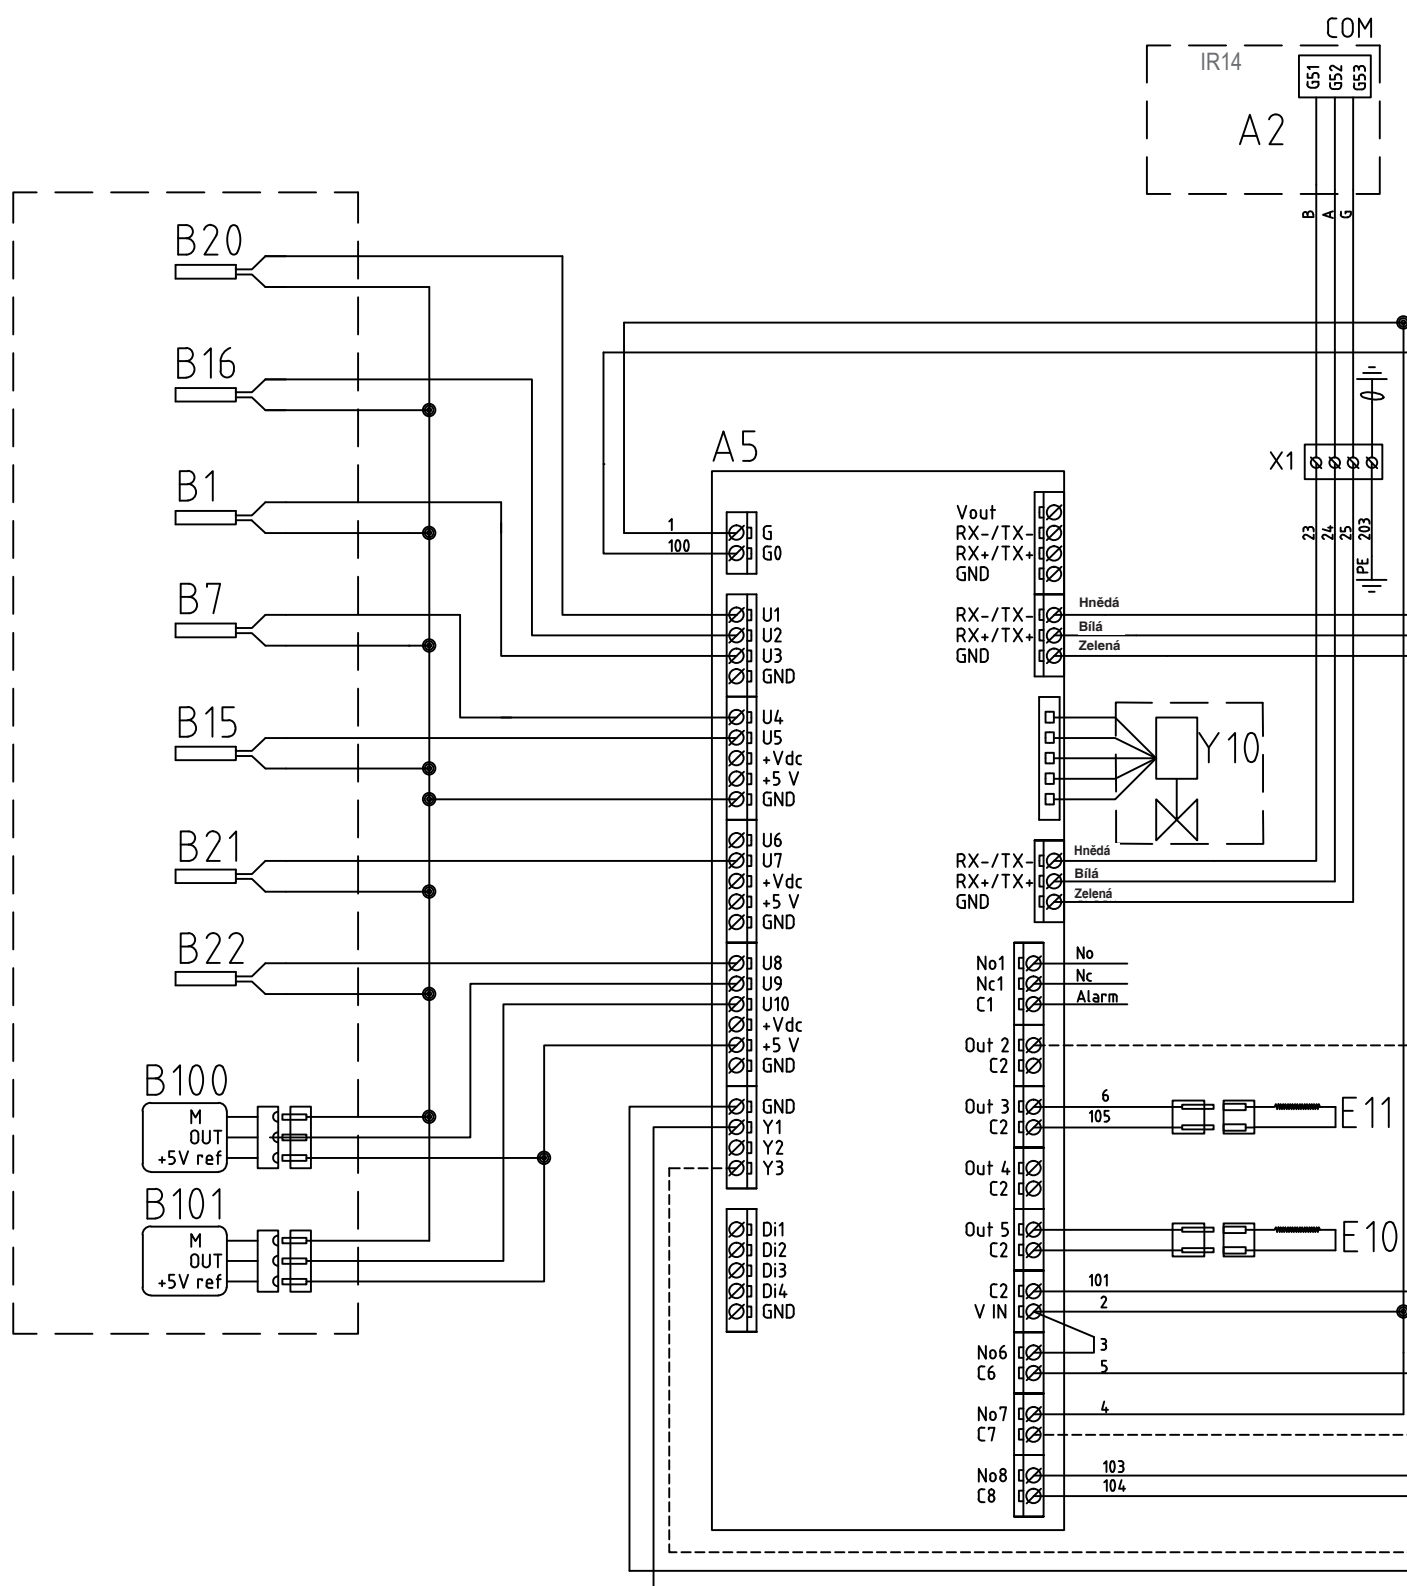 COM
IR14
G51
G52
G53
A2
B
A
G
B20
B16
B1
B7
B15
B21
B22
B100
M
OUT
+5V ref
B101
M
OUT
+5V ref
A5
1
100
G
G0
U1
U2
U3
GND
U4
U5
+Vdc
+5 V
GND
U6
U7
+Vdc
+5 V
GND
U8
U9
U10
+Vdc
+5 V
GND
GND
Y1
Y2
Y3
Di1
Di2
Di3
Di4
GND
Vout
RX-/TX-
RX+/TX+
GND
RX-/TX-
RX+/TX+
GND
Hnědá
Bílá
Zelená
X1
23
24
25
203
PE
Y10
RX-/TX-
RX+/TX+
GND
Hnědá
Bílá
Zelená
No1
Nc1
C1
No
Nc
Alarm
Out 2
C2
Out 3
C2
6
105
E11
Out 4
C2
Out 5
C2
E10
C2
V IN
101
2
No6
C6
3
5
No7
C7
4
No8
C8
103
104